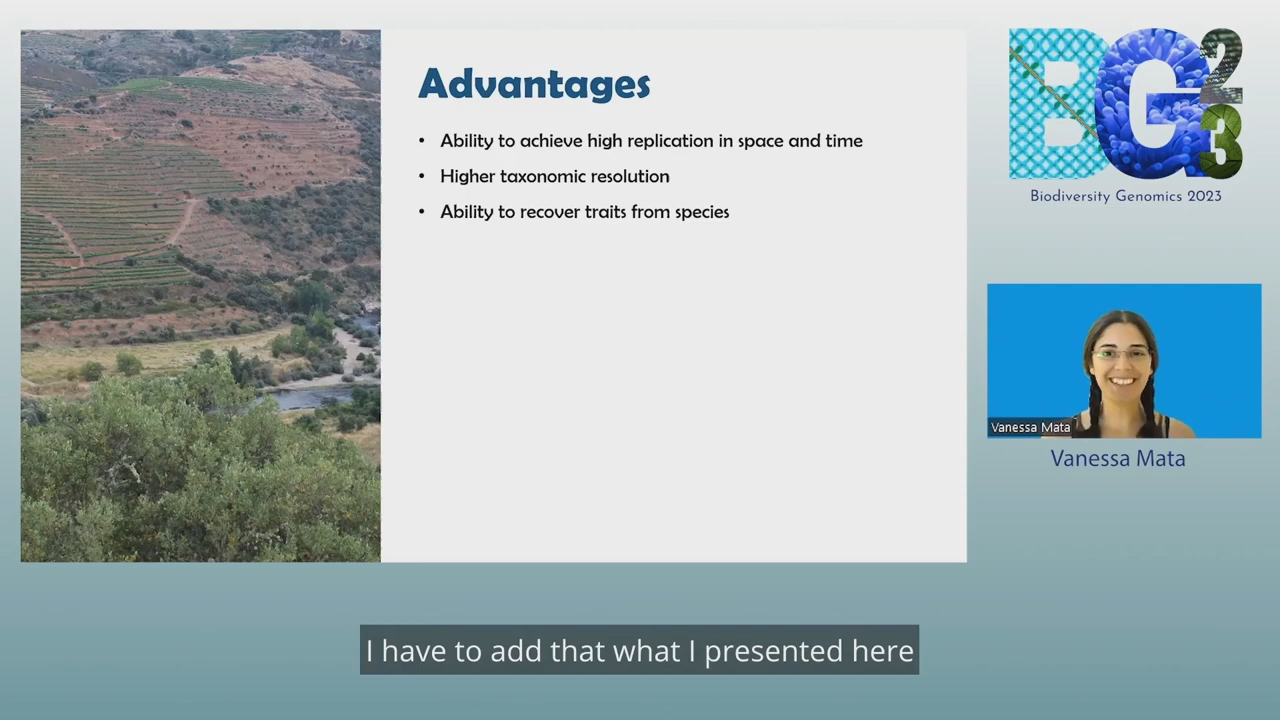 Advantages
• Ability to achieve high replication in space and time
• Higher taxonomic resolution
• Ability to recover traits from species
BG23
Biodiversity Genomics 2023
Vanessa Mata
Vanessa Mata
I have to add that what I presented here